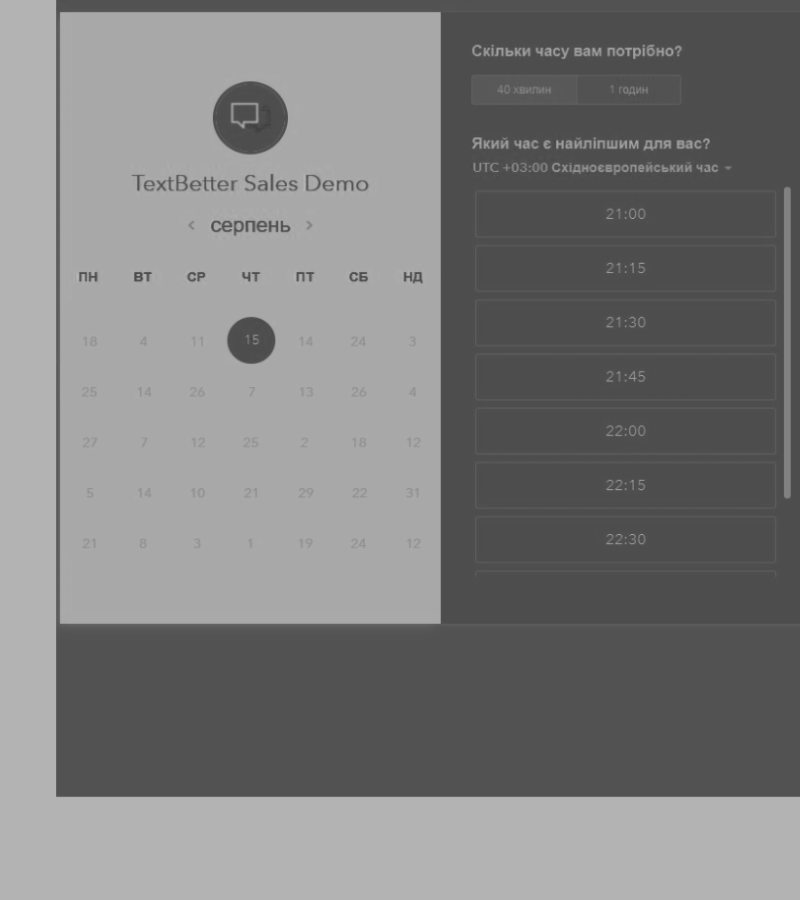 TextBetter Sales Demo
‹ серпень ›
ПН ВТ СР ЧТ ПТ СБ НД
18 4 11 15 14 24 3
25 14 26 7 13 26 4
27 7 12 25 2 18 12
5 14 10 21 29 22 31
21 8 3 1 19 24 12
Скільки часу вам потрібно?
40 хвилин 1 годин
Який час є найліпшим для вас?
UTC +03:00 Східноєвропейський час
21:00
21:15
21:30
21:45
22:00
22:15
22:30